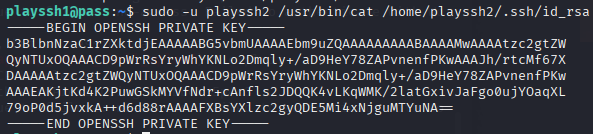 playssh1@pass:~$ sudo -u playssh2 /usr/bin/cat /home/playssh2/.ssh/id_rsa
-----BEGIN OPENSSH PRIVATE KEY-----
b3BlbnNzaC1rZXktdjEAAAAABG5vbmUAAAAEbm9uZQAAAAAAAAABAAAAMwAAAAtzc2gtZW
QyNTUxOQAAACD9pWrRsYryWhYKNLo2Dmqly+/aD9HeY78ZAPvnenfPKwAAAJh/rtcMf67X
DAAAAAtzc2gtZWQyNTUxOQAAACD9pWrRsYryWhYKNLo2Dmqly+/aD9HeY78ZAPvnenfPKw
AAAEAKjtKd4K2PuwGSkMYVfNdr+cAnfls2JDQQK4vLKqWMK/2latGxivJaFgo0ujYOaqXL
79oP0d5jvxkA++d6d88rAAAAFXBsYXlzc2gyQDE5Mi4xNjguMTYuNA==
-----END OPENSSH PRIVATE KEY-----